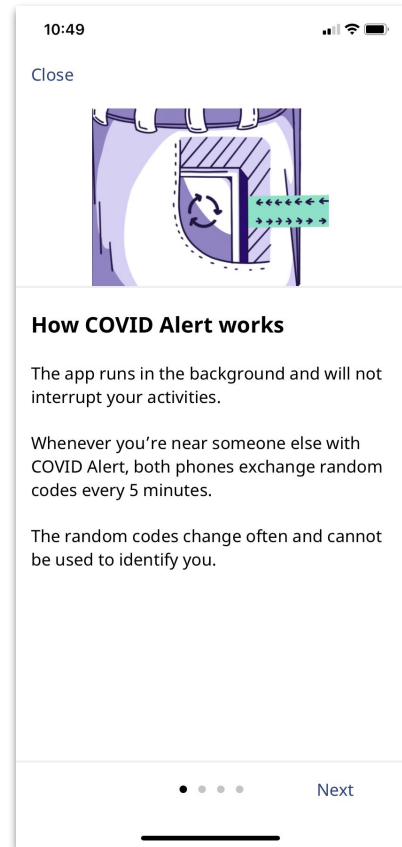 10:49
Close
How COVID Alert works
The app runs in the background and will not
interrupt your activities.
Whenever you’re near someone else with
COVID Alert, both phones exchange random
codes every 5 minutes.
The random codes change often and cannot
be used to identify you.
Next